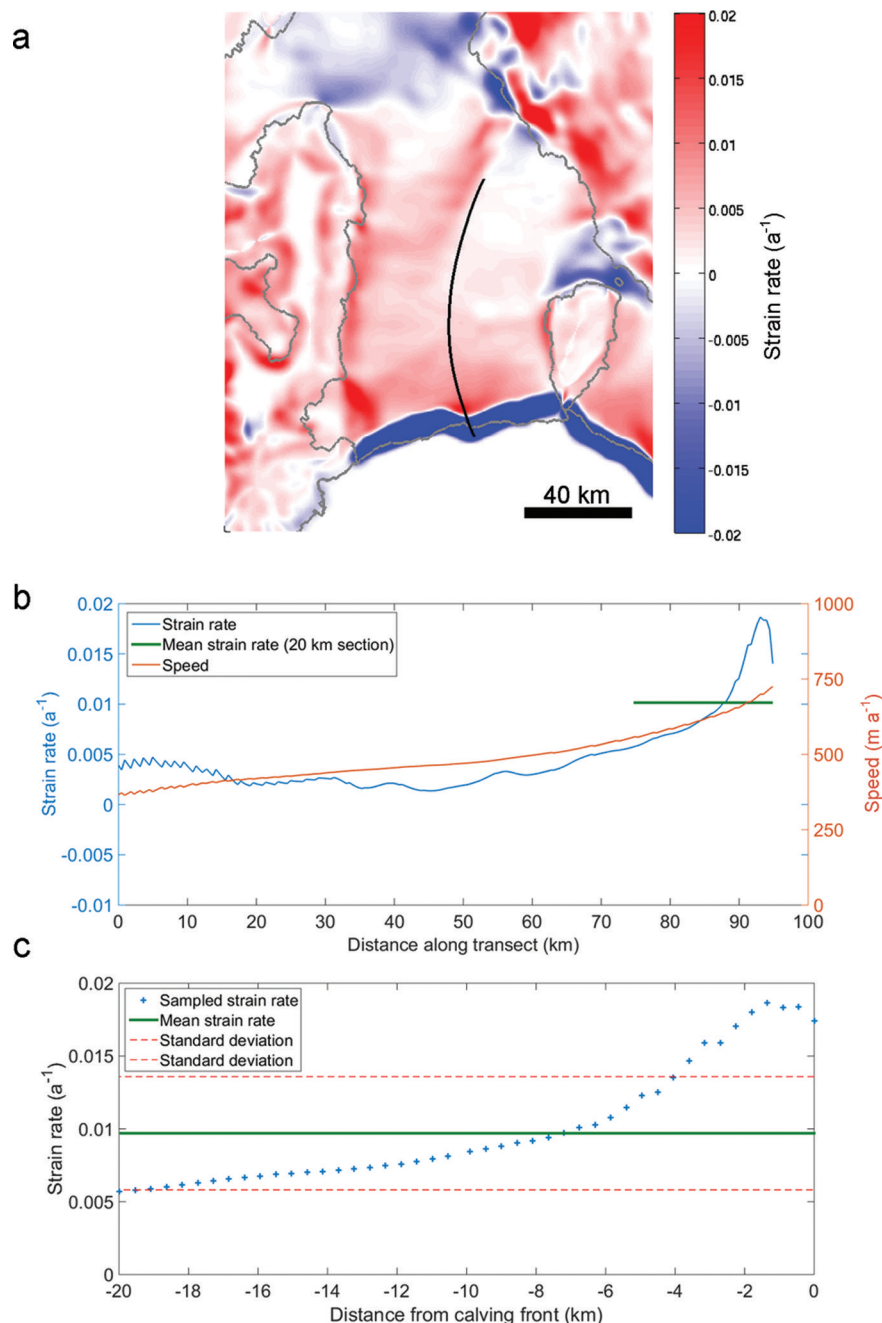 a
0.02
0.015
0.01
0.005
0
-0.005
-0.01
-0.015
-0.02
Strain rate (a⁻¹)
40 km
b
0.02
0.015
0.01
0.005
0
-0.005
-0.01
Strain rate (a⁻¹)
Strain rate
Mean strain rate (20 km section)
Speed
1000
750
500
250
0
Speed (m a⁻¹)
0 10 20 30 40 50 60 70 80 90 100
Distance along transect (km)
c
0.02
0.015
0.01
0.005
0
Strain rate (a⁻¹)
Sampled strain rate
Mean strain rate
Standard deviation
Standard deviation
-20 -18 -16 -14 -12 -10 -8 -6 -4 -2 0
Distance from calving front (km)